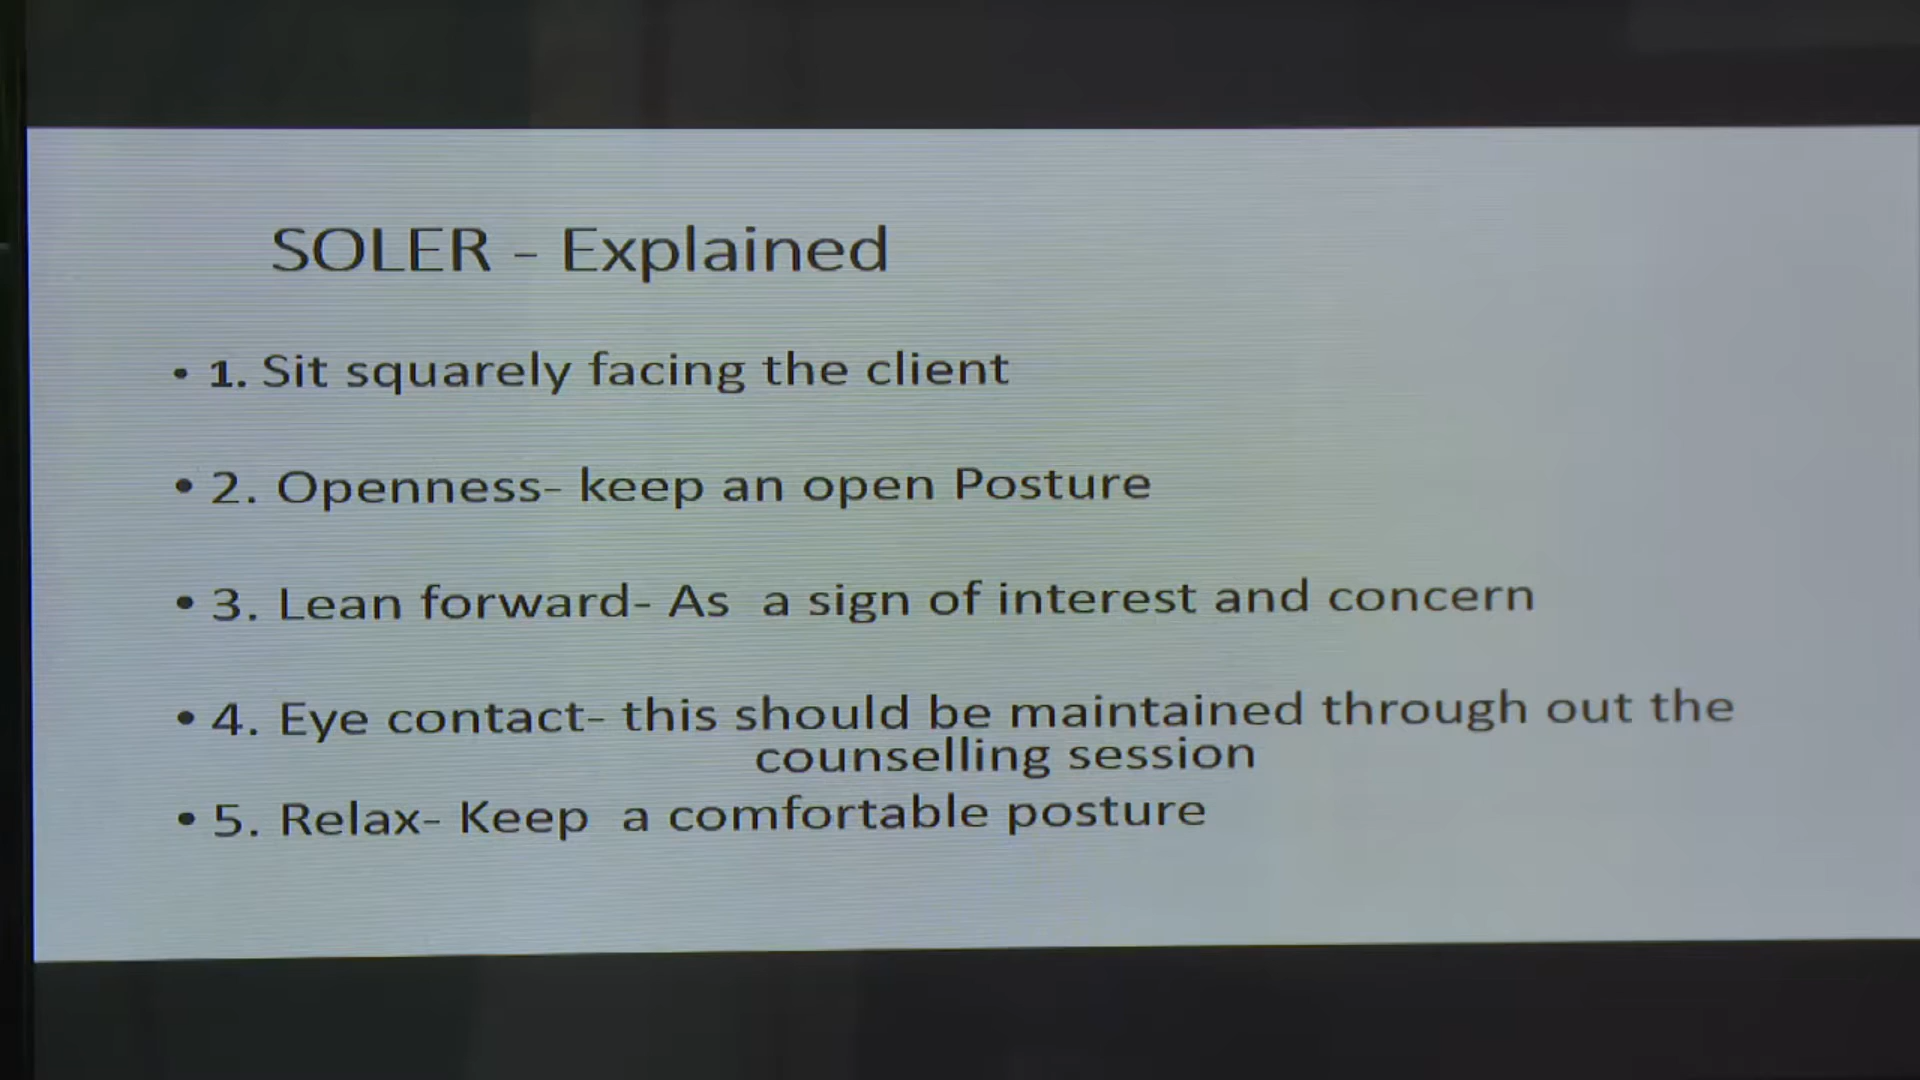 SOLER - Explained
• 1. Sit squarely facing the client
• 2. Openness- keep an open Posture
• 3. Lean forward- As a sign of interest and concern
• 4. Eye contact- this should be maintained through out the
counselling session
• 5. Relax- Keep a comfortable posture